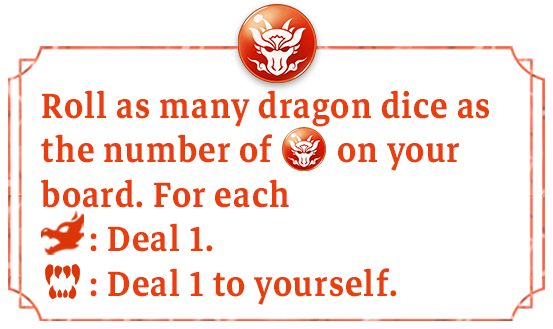 Roll as many dragon dice as
the number of on your
board. For each
: Deal 1.
: Deal 1 to yourself.